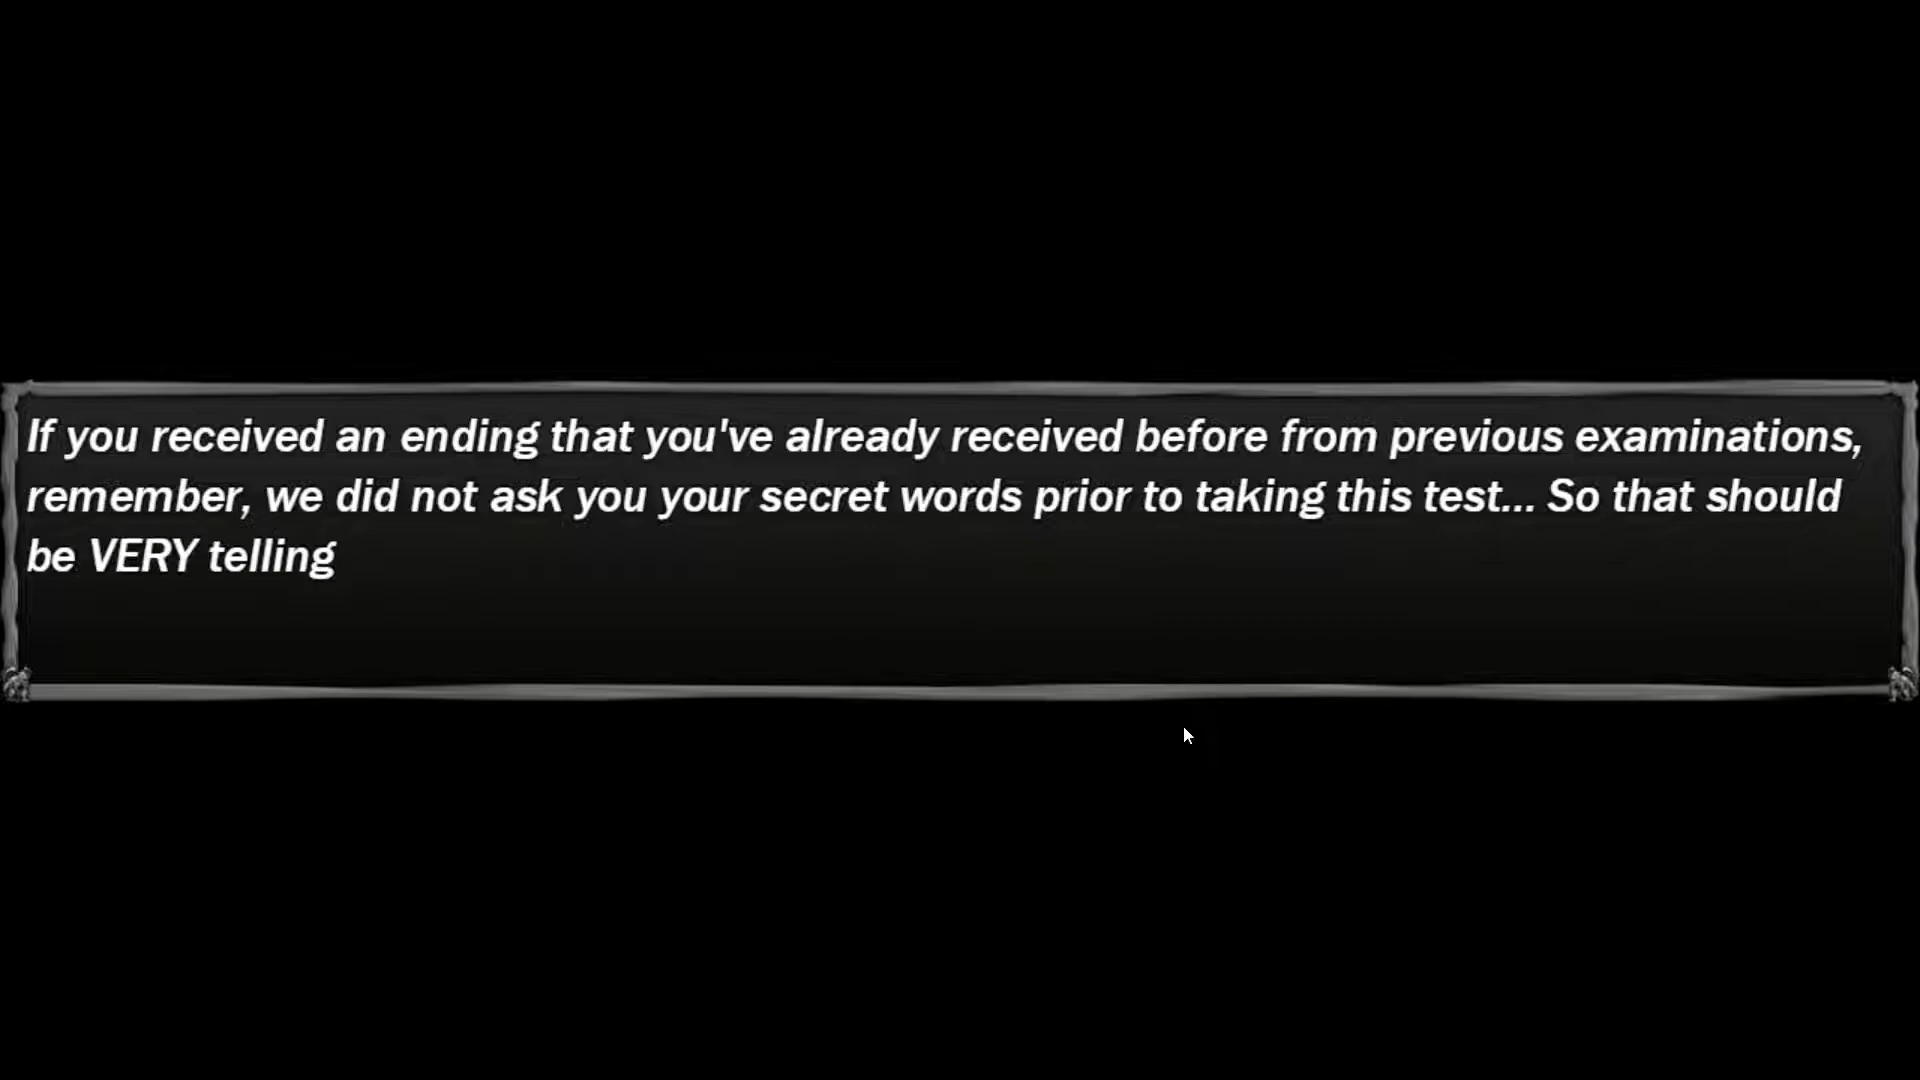 If you received an ending that you've already received before from previous examinations,
remember, we did not ask you your secret words prior to taking this test... So that should
be VERY telling